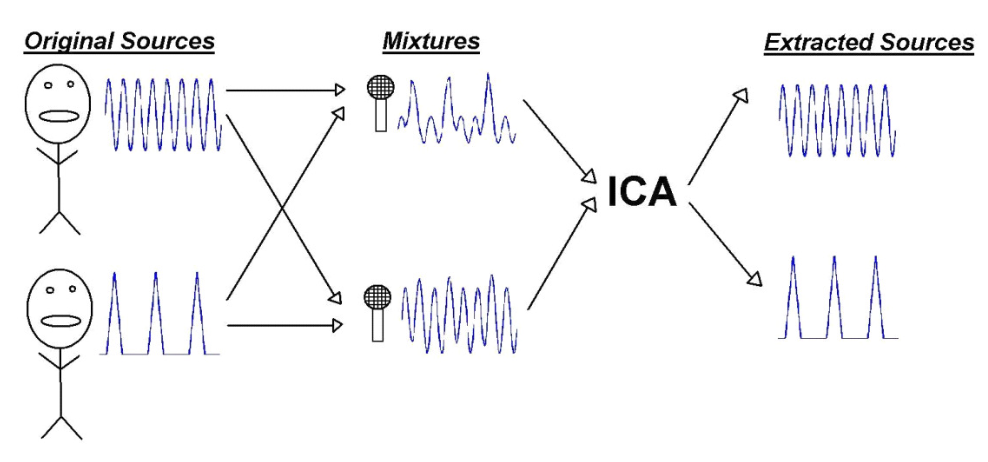 Original Sources
Mixtures
Extracted Sources
ICA